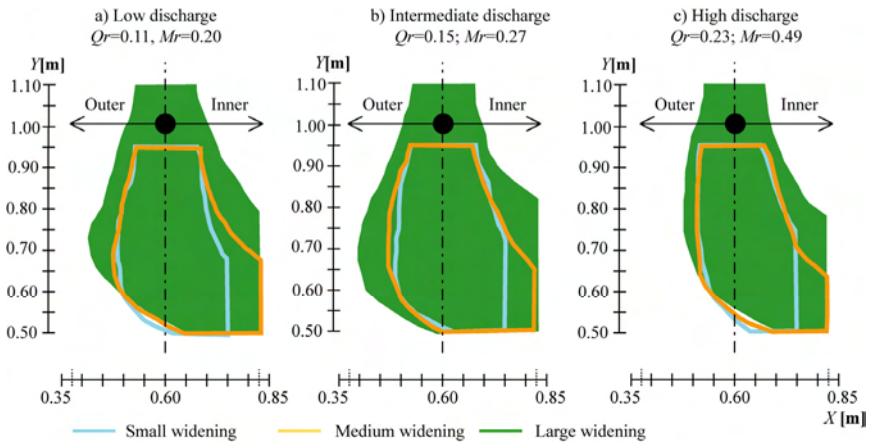 a) Low discharge
Qr=0.11, Mr=0.20
b) Intermediate discharge
Qr=0.15; Mr=0.27
c) High discharge
Qr=0.23; Mr=0.49
Y[m]
1.10
1.00
0.90
0.80
0.70
0.60
0.50
Outer
Inner
0.35
0.60
0.85
Y[m]
1.10
1.00
0.90
0.80
0.70
0.60
0.50
Outer
Inner
0.35
0.60
0.85
Y[m]
1.10
1.00
0.90
0.80
0.70
0.60
0.50
Outer
Inner
0.35
0.60
0.85
X [m]
Small widening
Medium widening
Large widening